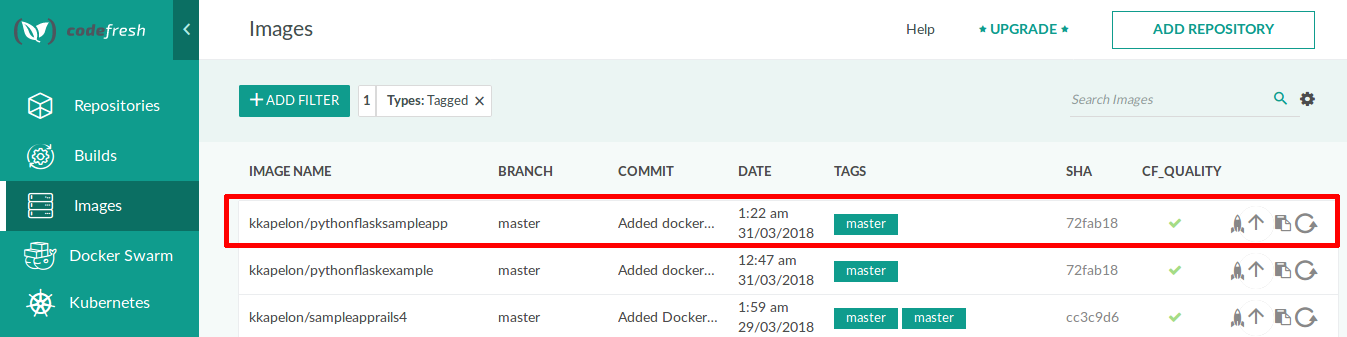 codefresh
Images
Help
UPGRADE
ADD REPOSITORY
Repositories
Builds
Images
Docker Swarm
Kubernetes
ADD FILTER
1 Types: Tagged
Search Images
IMAGE NAME BRANCH COMMIT DATE TAGS SHA CF_QUALITY
kkapelon/pythonflasksampleapp master Added docker... 1:22 am master 72fab18
31/03/2018
kkapelon/pythonflaskexample master Added docker... 12:47 am master 72fab18
31/03/2018
kkapelon/sampleapprails4 master Added Docker... 1:59 am master master cc3c9d6
29/03/2018